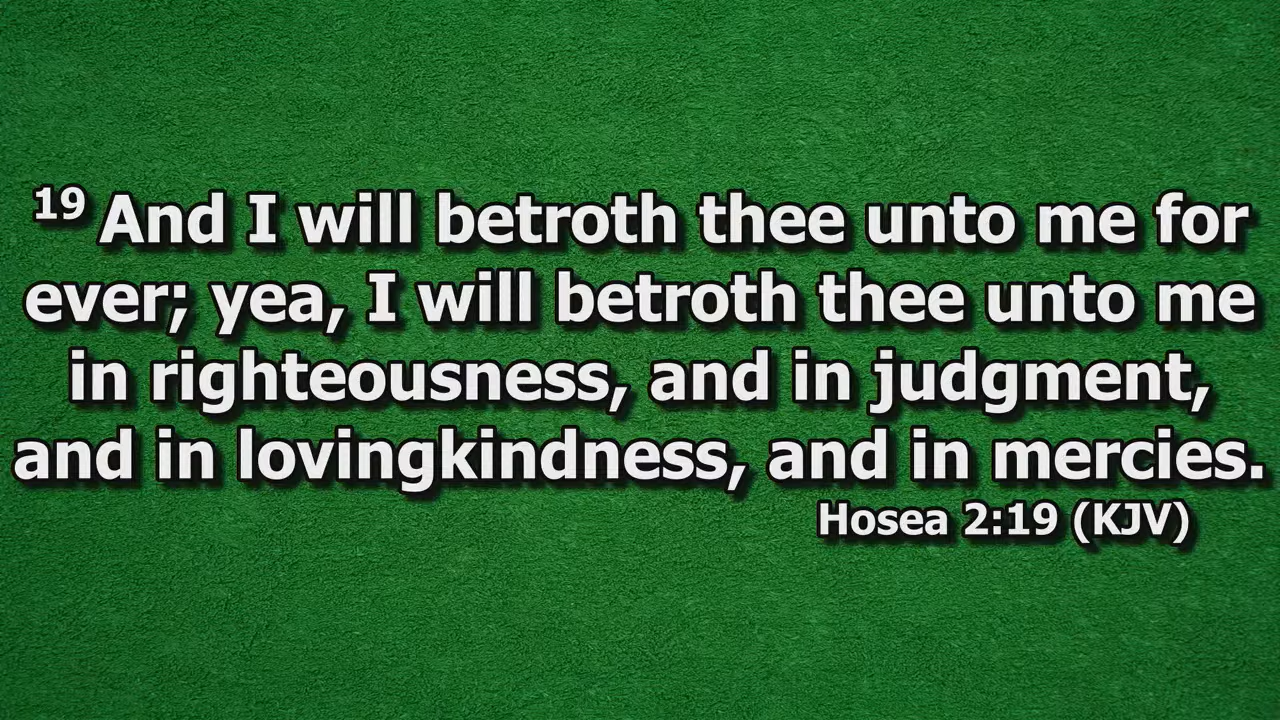 19 And I will betroth thee unto me for
ever; yea, I will betroth thee unto me
in righteousness, and in judgment,
and in lovingkindness, and in mercies.
Hosea 2:19 (KJV)